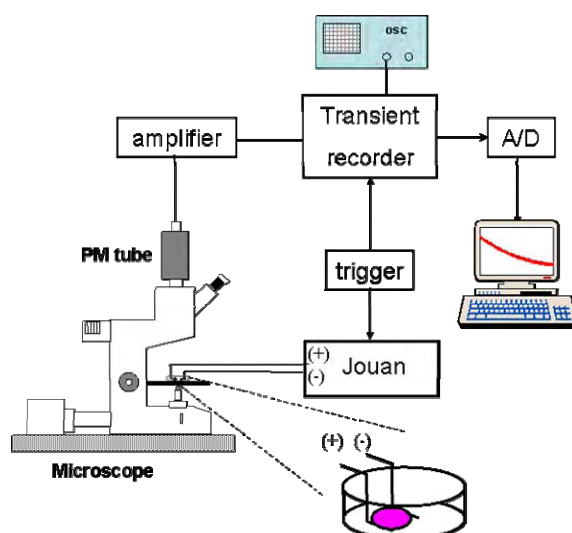 osc
Transient
recorder
amplifier
A/D
PM tube
trigger
(+)
(-)
Jouan
Microscope
(+) (-)